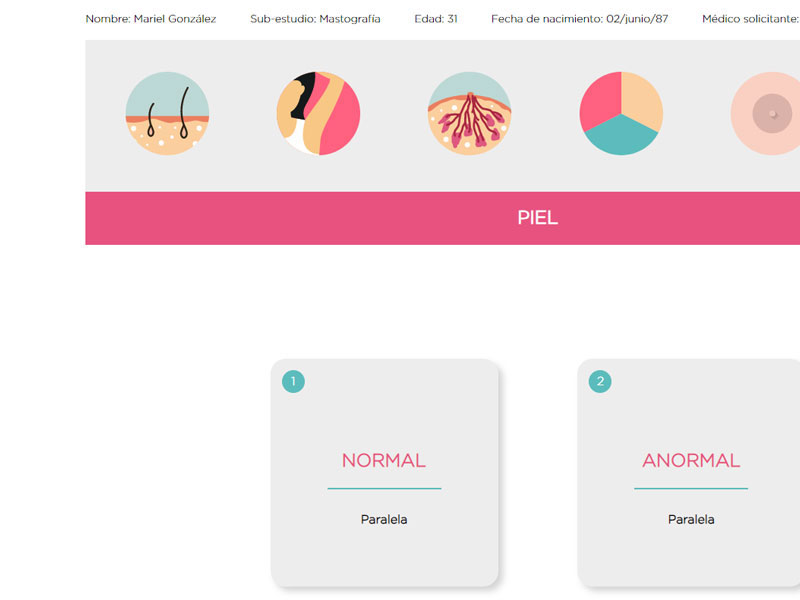 Nombre: Mariel González Sub-estudio: Mastografía Edad: 31 Fecha de nacimiento: 02/junio/87 Médico solicitante:
PIEL
1 2
NORMAL ANORMAL
Paralela Paralela